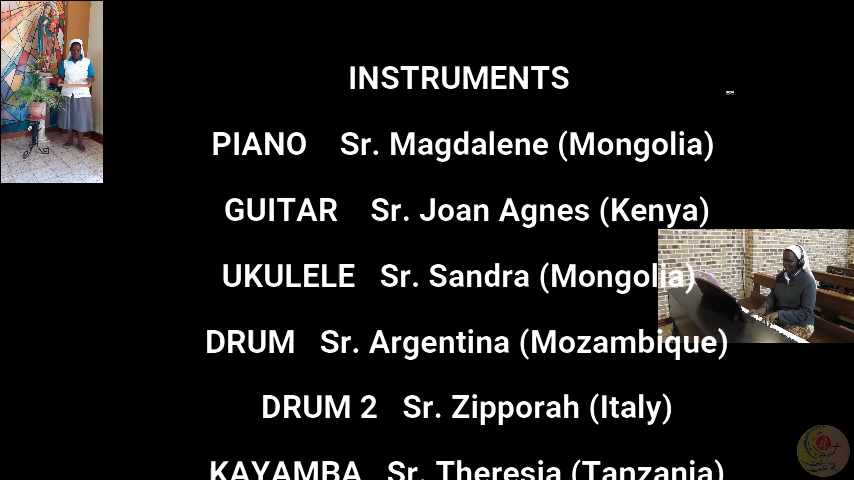 INSTRUMENTS
PIANO Sr. Magdalene (Mongolia)
GUITAR Sr. Joan Agnes (Kenya)
UKULELE Sr. Sandra (Mongolia)
DRUM Sr. Argentina (Mozambique)
DRUM 2 Sr. Zipporah (Italy)
KAYAMBA Sr. Theresia (Tanzania)